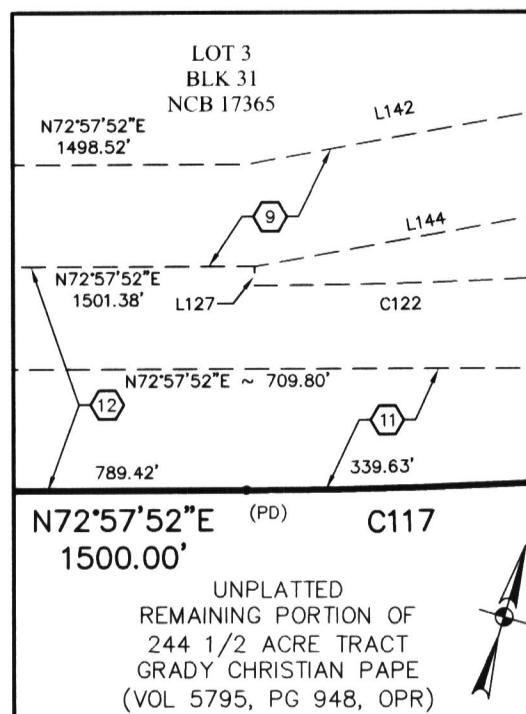 LOT 3
BLK 31
NCB 17365
L142
N72°57'52"E
1498.52'
9
L144
N72°57'52"E
1501.38'
L127
C122
N72°57'52"E ~ 709.80'
12
11
789.42'
339.63'
N72°57'52"E
(PD)
C117
1500.00'
UNPLATTED
REMAINING PORTION OF
244 1/2 ACRE TRACT
GRADY CHRISTIAN PAPE
(VOL 5795, PG 948, OPR)